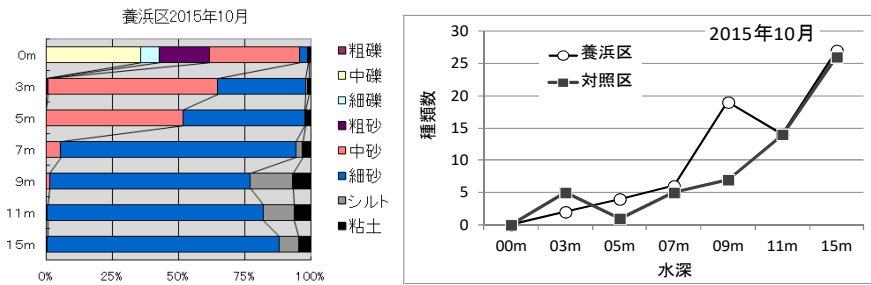 養浜区2015年10月
0m
3m
5m
7m
9m
11m
15m
0%
25%
50%
75%
100%
粗礫
中礫
細礫
粗砂
中砂
細砂
シルト
粘土
2015年10月
養浜区
対照区
種類数
30
25
20
15
10
5
0
00m
03m
05m
07m
09m
11m
15m
水深